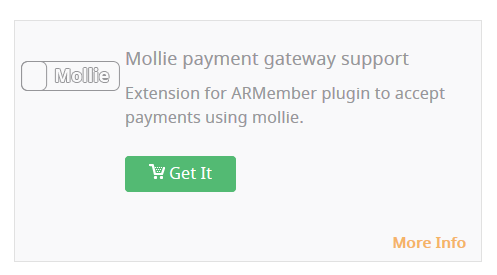 Mollie
Mollie payment gateway support
Extension for ARMember plugin to accept
payments using mollie.
Get It
More Info